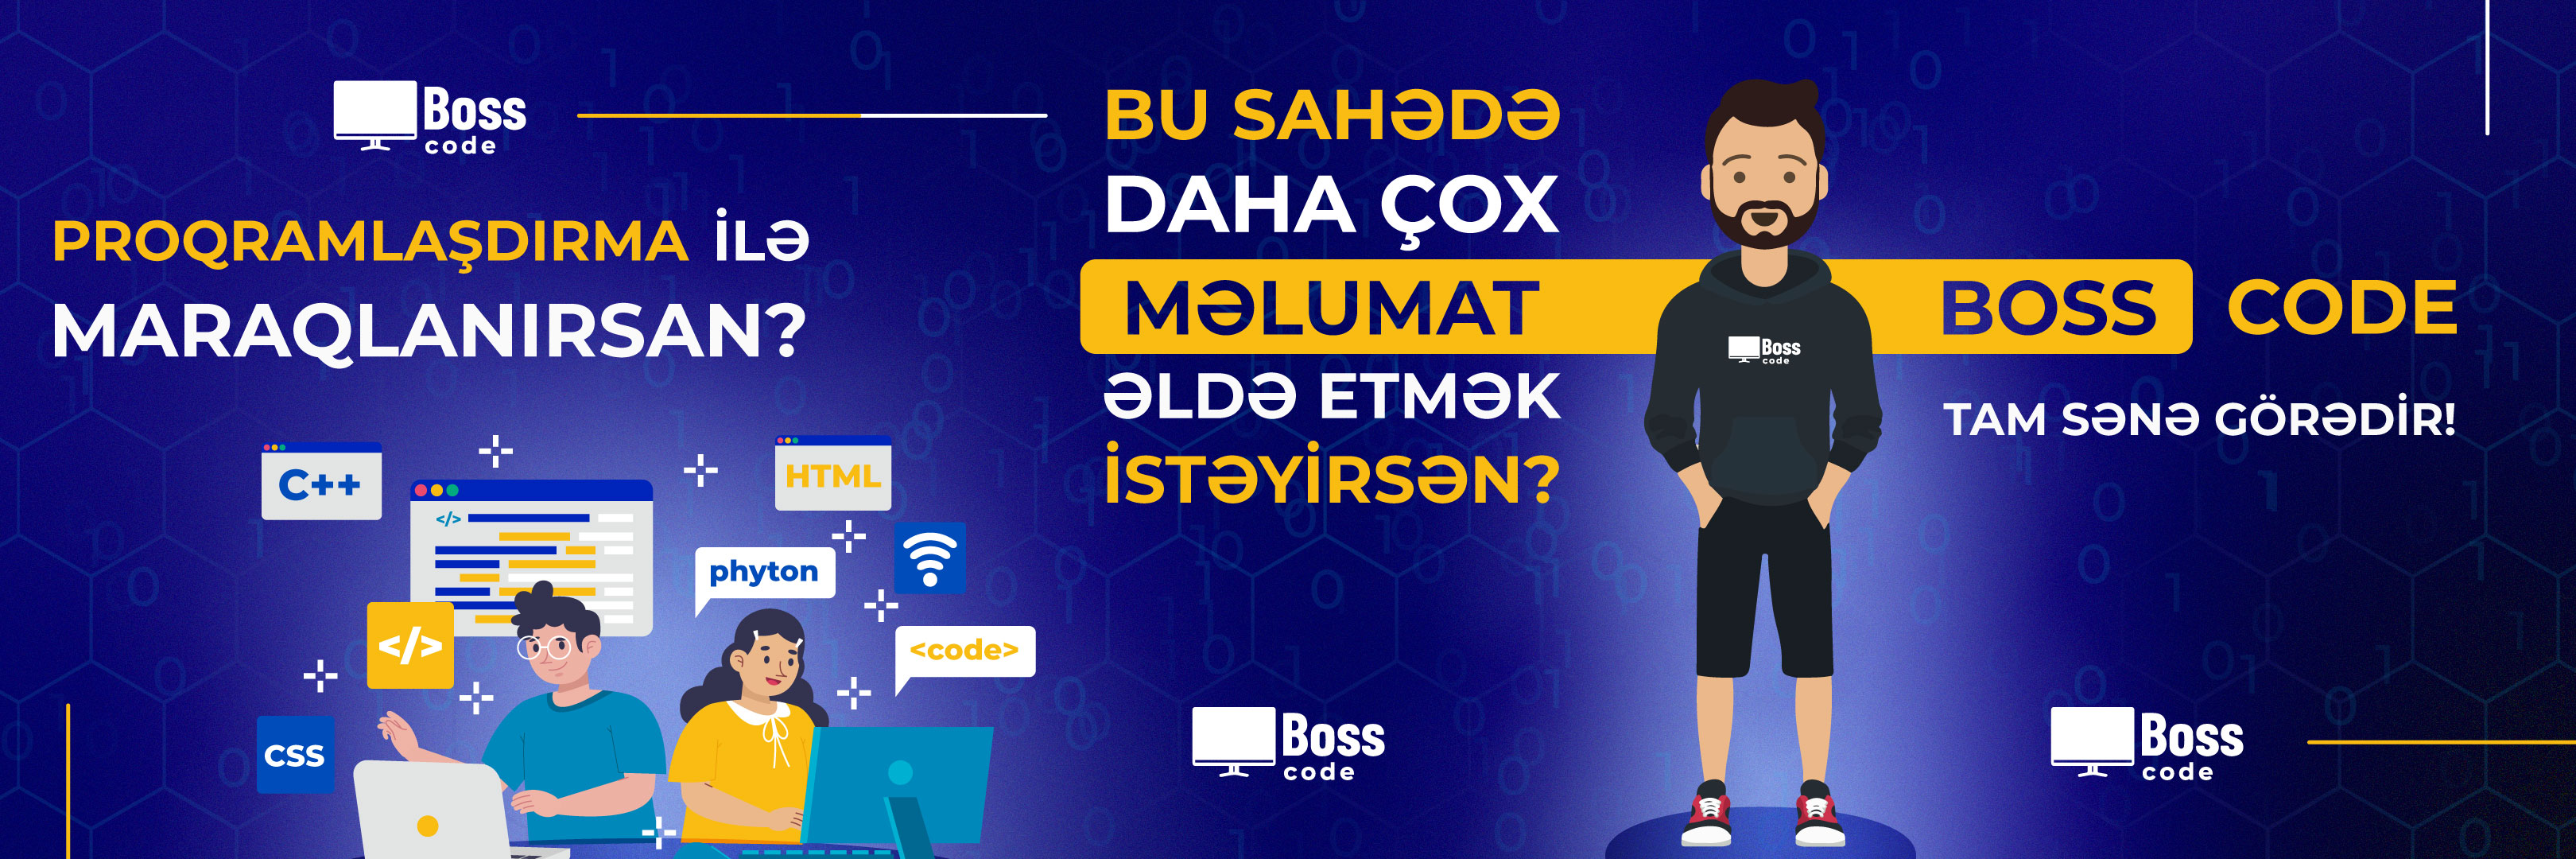 Boss
code
PROQRAMLAŞDIRMA İLƏ
MARAQLANIRSAN?
C++
HTML
</>
phyton
</>
<code>
CSS
BU SAHƏDƏ
DAHA ÇOX
MƏLUMAT
ƏLDƏ ETMƏK
İSTƏYİRSƏN?
Boss
code
Boss
code
BOSS CODE
TAM SƏNƏ GÖRƏDİR!
Boss
code